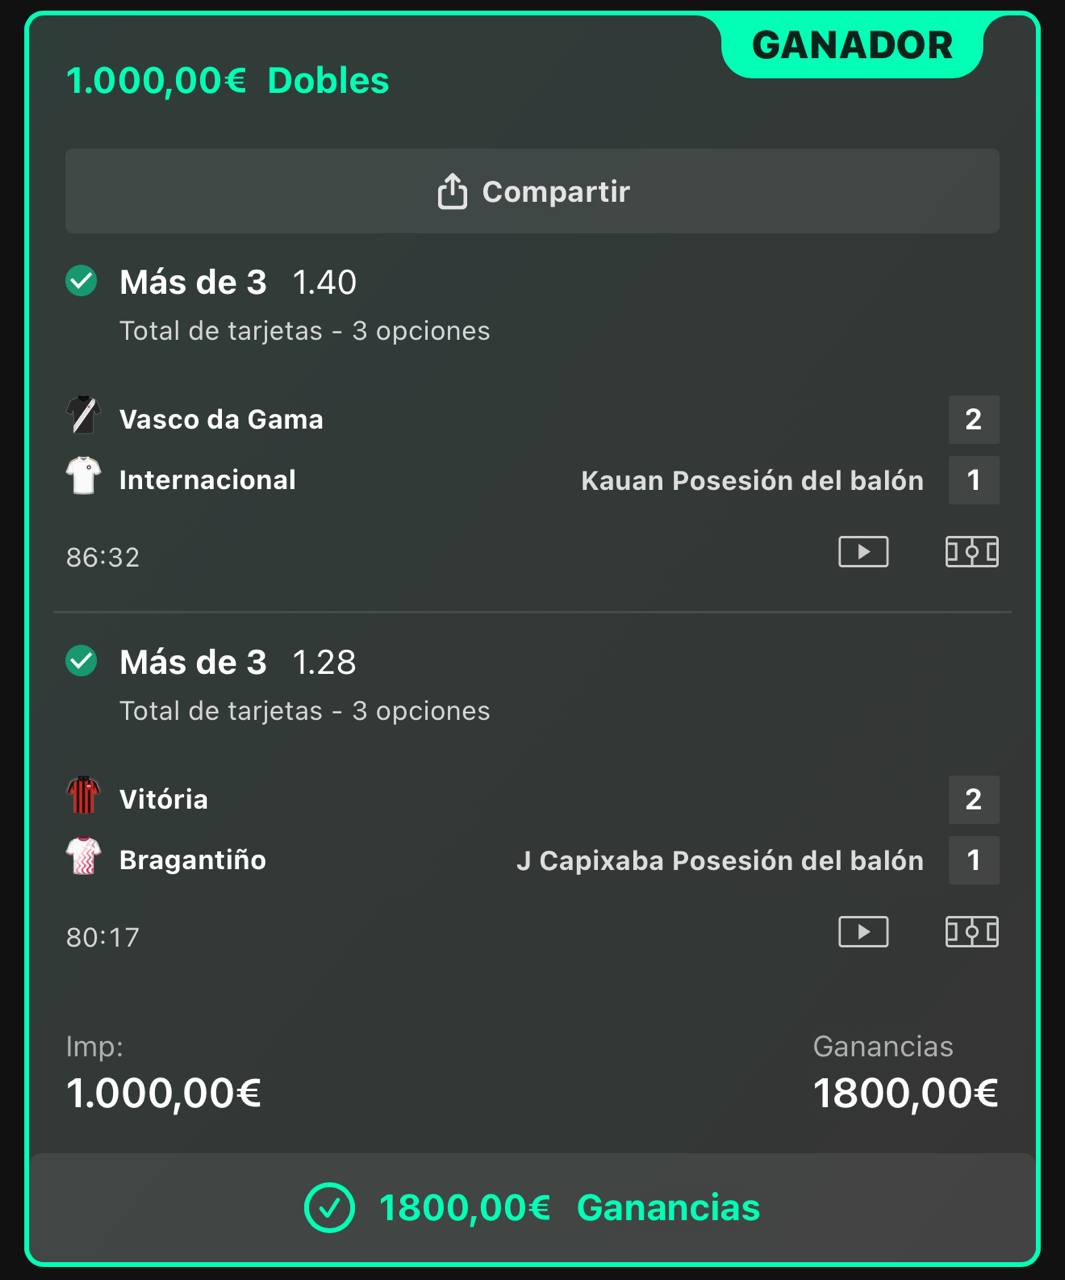 GANADOR
1.000,00€ Dobles
Compartir
Más de 3 1.40
Total de tarjetas - 3 opciones
Vasco da Gama 2
Internacional Kauan Posesión del balón 1
86:32
Más de 3 1.28
Total de tarjetas - 3 opciones
Vitória 2
Bragantiño J Capixaba Posesión del balón 1
80:17
Imp: Ganancias
1.000,00€ 1800,00€
1800,00€ Ganancias